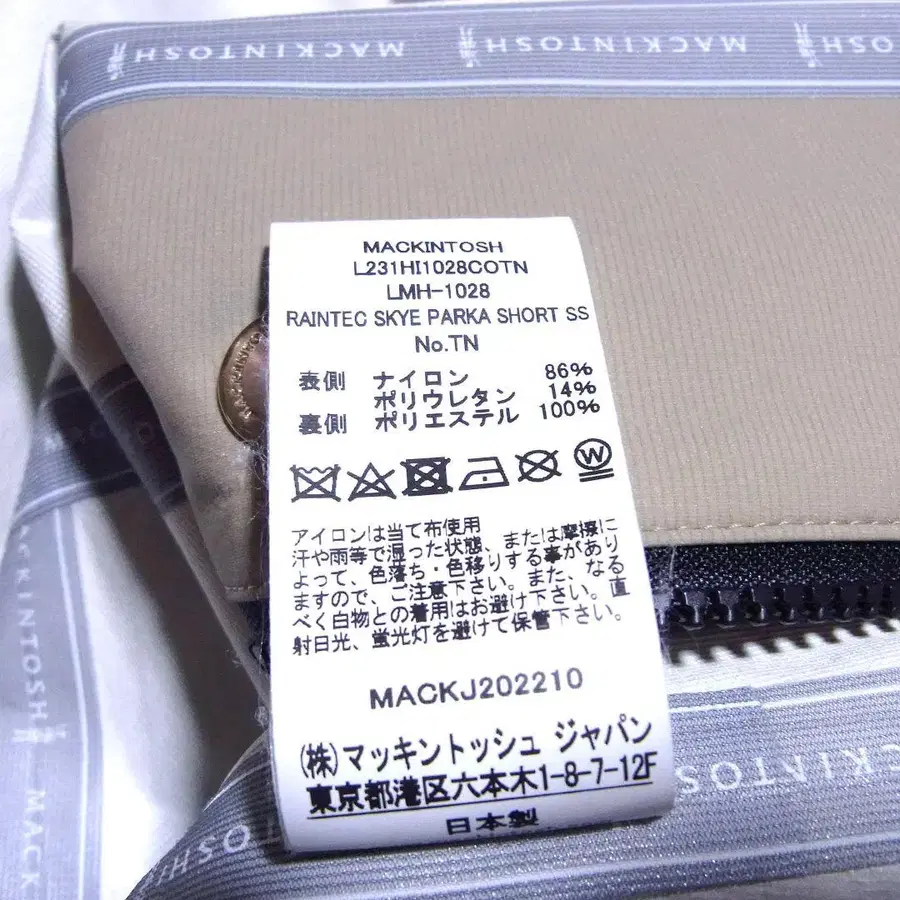 MACKINTOSH MACKINTOSH MACKINTOSH
MACKINTOSH
L231HI1028COTN
LMH-1028
RAINTEC SKYE PARKA SHORT SS
No.TN
表側 ナイロン 86%
ポリウレタン 14%
裏側 ポリエステル 100%
W
アイロンは当て布使用
汗や雨等で湿った状態、または摩擦に
よって、色落ち・色移りする事があり
ますので、ご注意下さい。また、なる
べく白物との着用はお避け下さい。直
射日光、蛍光灯を避けて保管下さい。
MACKJ202210
(株)マッキントッシュ ジャパン
東京都港区六本木1-8-7-12F
日本製
MACKINTOSH
MACK
MACKINTOSH